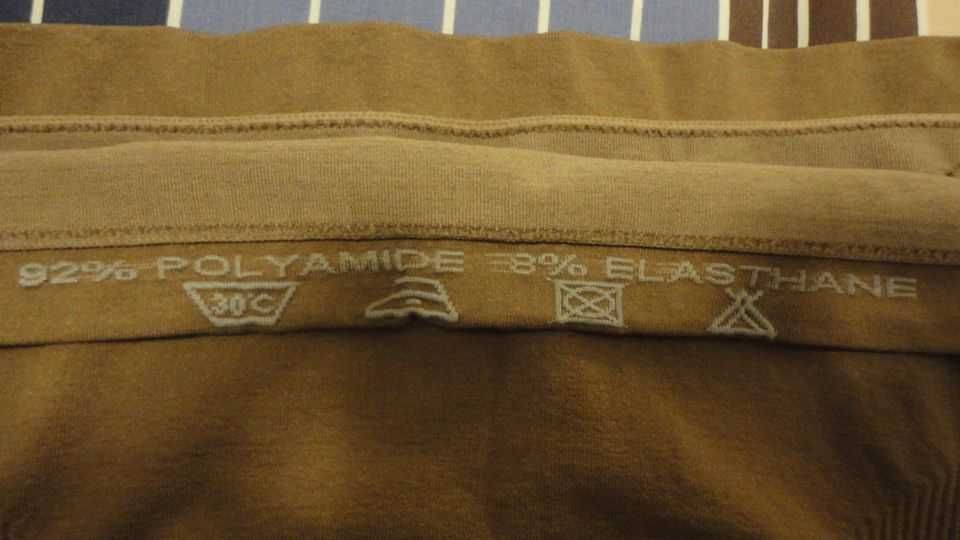 92% POLYAMIDE 8% ELASTHANE
30°C